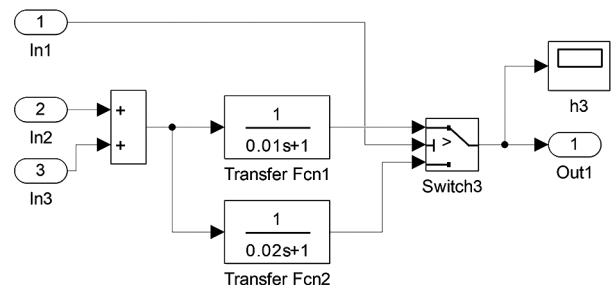 1
In1
2
In2
3
In3
+
+
1
0.01s+1
Transfer Fcn1
1
0.02s+1
Transfer Fcn2
>
Switch3
h3
1
Out1